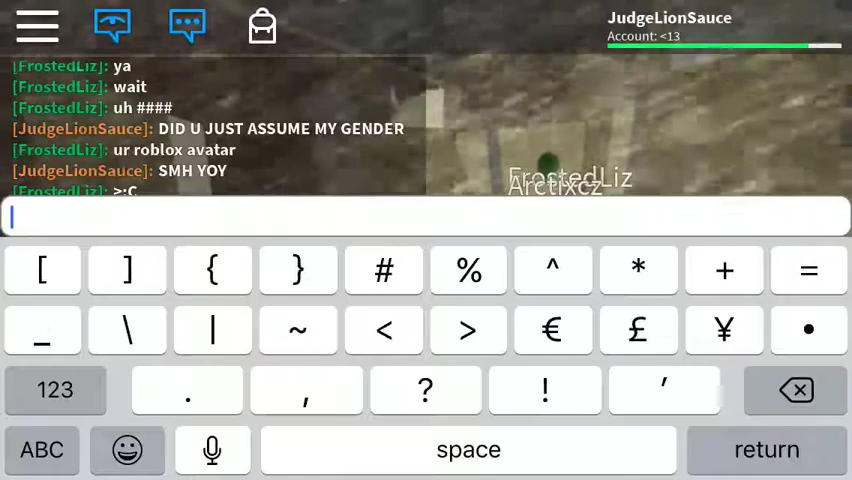 JudgeLionSauce
Account: <13
[FrostedLiz]: ya
[FrostedLiz]: wait
[FrostedLiz]: uh ####
[JudgeLionSauce]: DID U JUST ASSUME MY GENDER
[FrostedLiz]: ur roblox avatar
[JudgeLionSauce]: SMH YOY
[FrostedLiz]: >:C
FrostedLiz
Arctixcz
[ ] { } # % ^ * + =
_ \ | ~ < > € £ ¥ •
123 . , ? ! ′
ABC space return